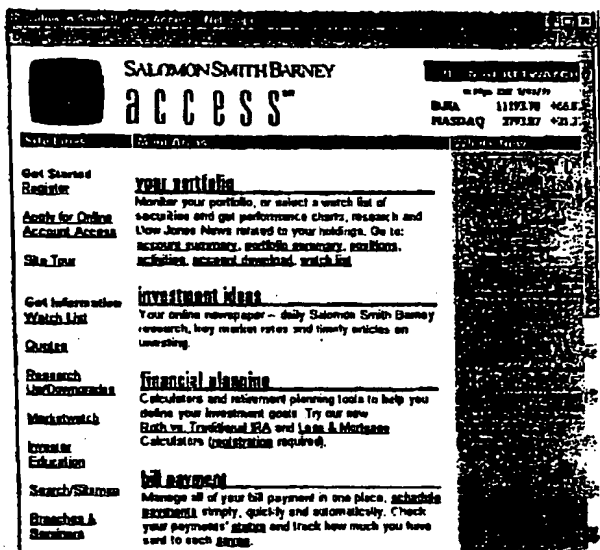 SALOMON SMITH BARNEY
access
DJIA
NASDAQ
Get Started
Register
Apply for Online
Account Access
Site Tour
Get Information
Watch List
Quotes
Research
Up/Downgrades
Marketwatch
Investor
Education
Search/Sitemap
Branches &
Seminars
your portfolio
Monitor your portfolio, or select a watch list of
securities and get performance charts, research and
Dow Jones News related to your holdings. Go to:
account summary, portfolio summary, positions,
activities, account download, watch list
investment ideas
Your online newspaper – daily Salomon Smith Barney
research, key market rates and timely articles on
investing.
financial planning
Calculators and retirement planning tools to help you
define your investment goals. Try our new
Roth vs. Traditional IRA and Loan & Mortgage
Calculators (registration required).
bill payment
Manage all of your bill payment in one place, schedule
payments simply, quickly and automatically. Check
your payments' status and track how much you have
sent to each payee.